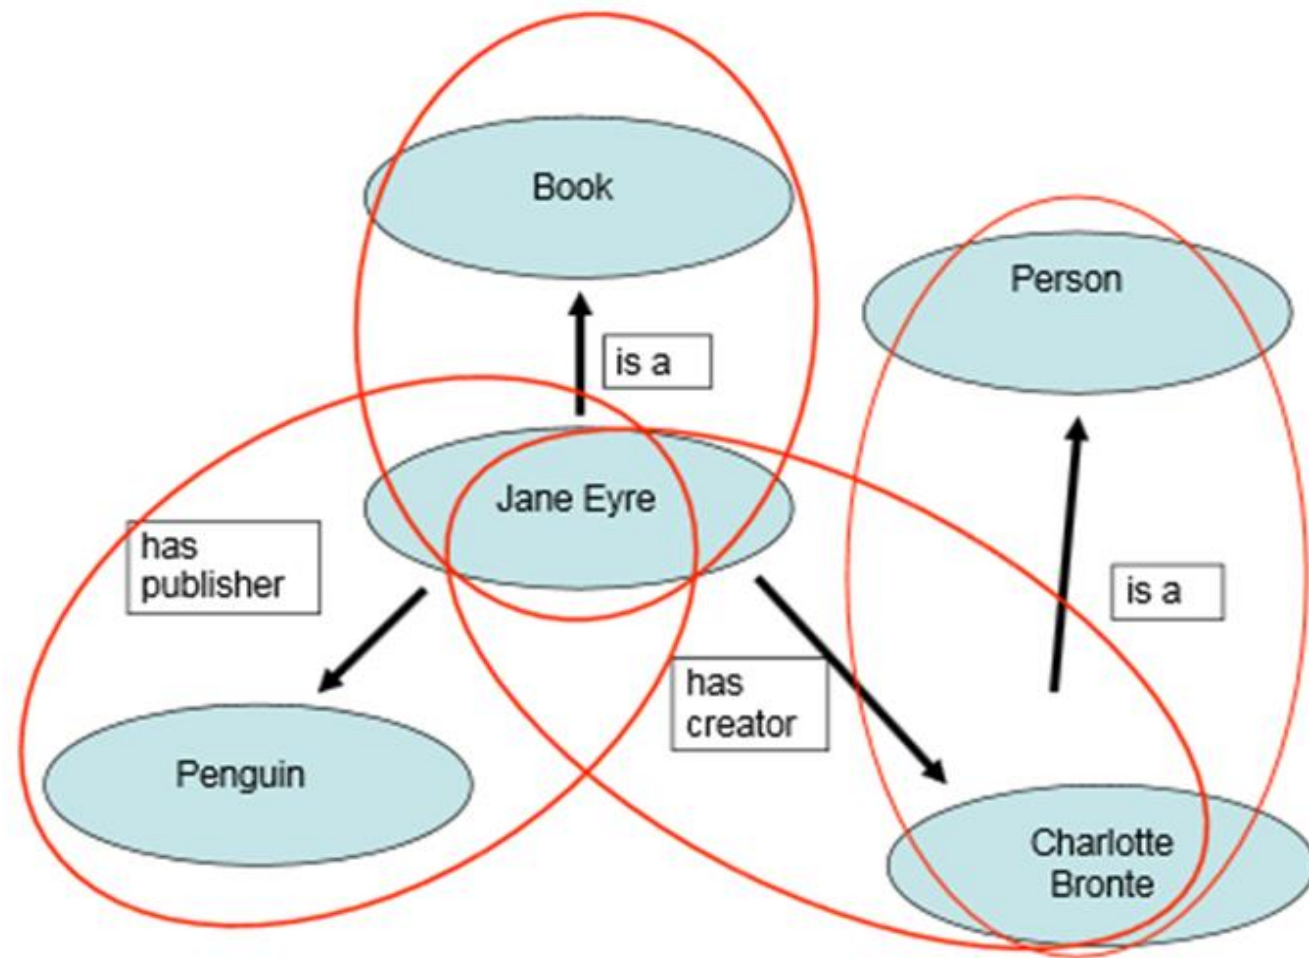 Book
Person
is a
Jane Eyre
has
publisher
is a
has
creator
Penguin
Charlotte
Bronte